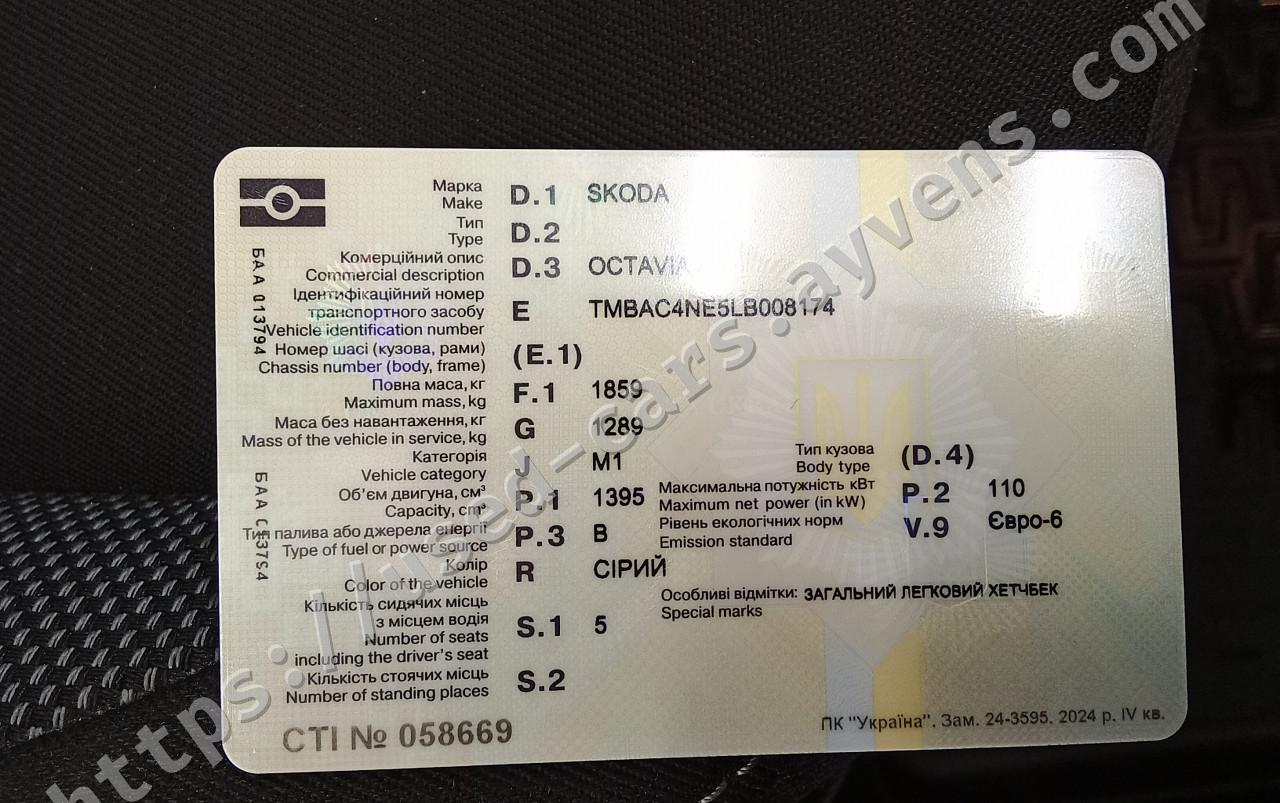 Марка
Make
D.1 SKODA
Тип
Type
D.2
Комерційний опис
Commercial description
D.3 OCTAVIA
Ідентифікаційний номер
транспортного засобу
Vehicle identification number
E TMBAC4NE5LB008174
Номер шасі (кузова, рами)
Chassis number (body, frame)
(E.1)
Повна маса, кг
Maximum mass, kg
F.1 1859
Маса без навантаження, кг
Mass of the vehicle in service, kg
G 1289
Категорія
Vehicle category
J M1
Тип кузова
Body type
(D.4)
Об'єм двигуна, см³
Capacity, cm³
P.1 1395
Максимальна потужність кВт
Maximum net power (in kW)
P.2 110
Тип палива або джерела енергії
Type of fuel or power source
P.3 B
Рівень екологічних норм
Emission standard
V.9 Євро-6
Колір
Color of the vehicle
R СІРИЙ
Особливі відмітки: ЗАГАЛЬНИЙ ЛЕГКОВИЙ ХЕТЧБЕК
Special marks
Кількість сидячих місць
з місцем водія
Number of seats
including the driver's seat
S.1 5
Кількість стоячих місць
Number of standing places
S.2
СТІ № 058669
ПК "Україна". Зам. 24-3595. 2024 р. IV кв.
БАА 013794
БАА 013794
https://used-cars.ayvens.com